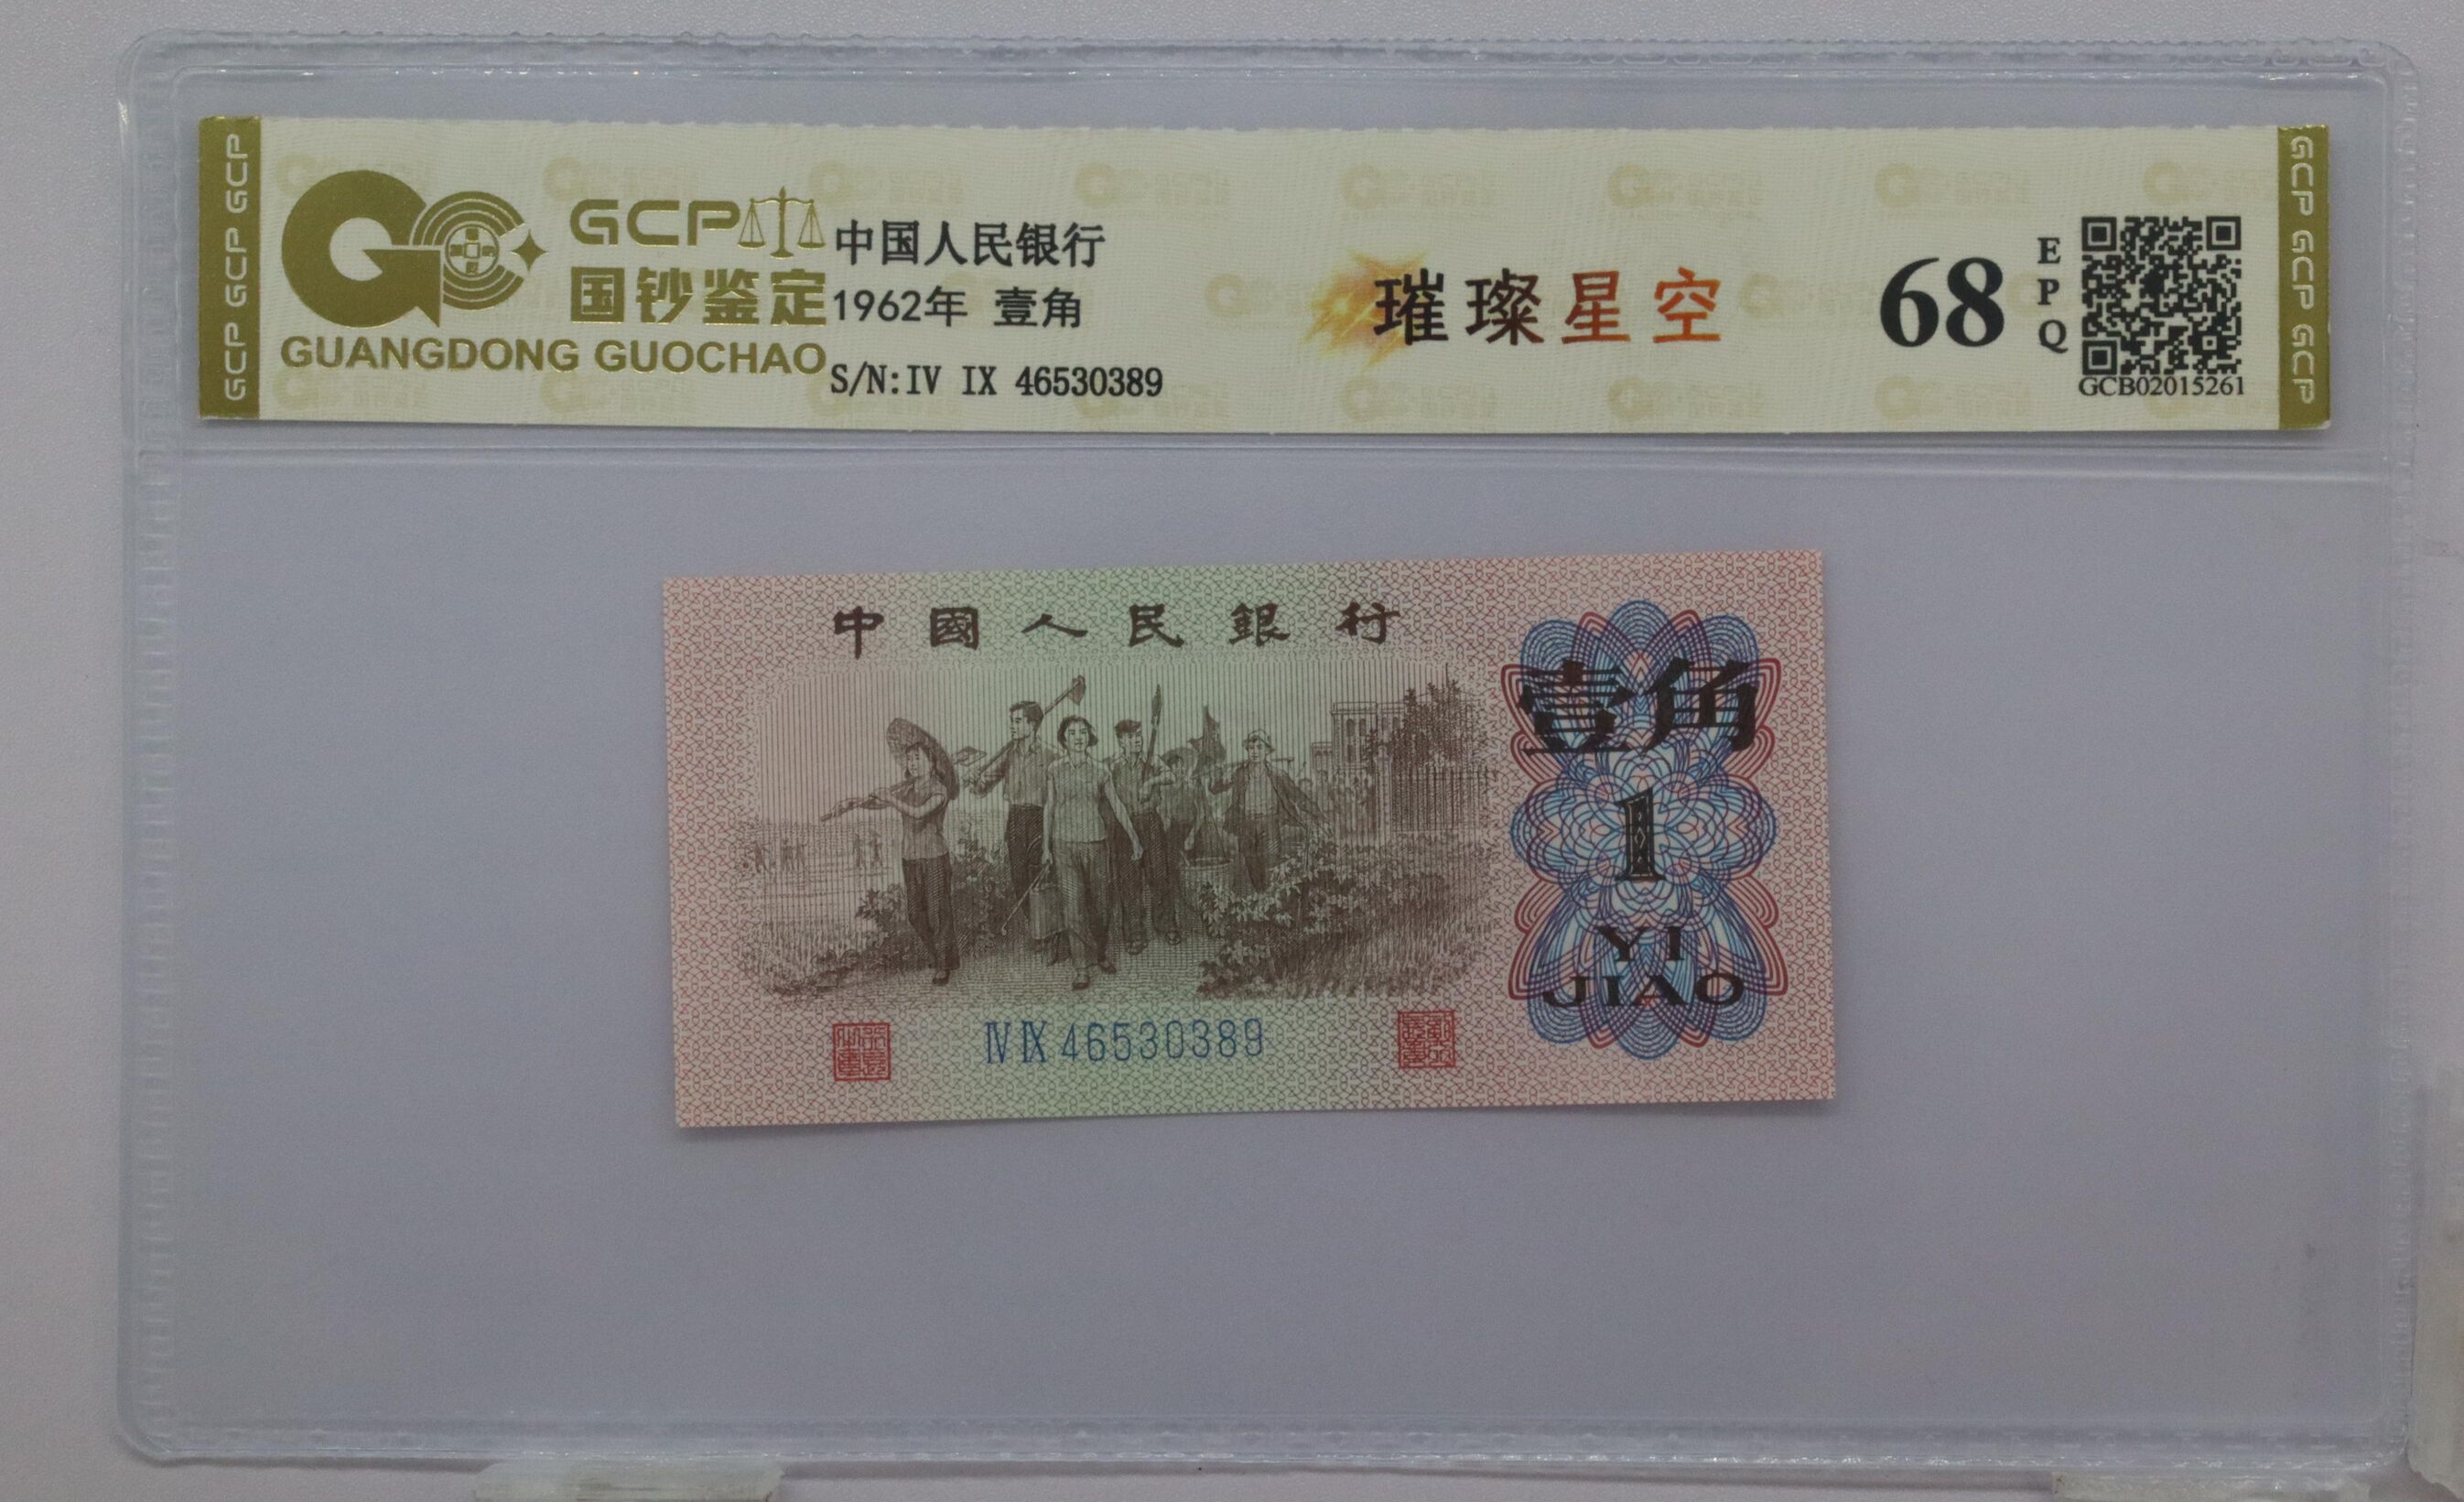 GCP GCP GCP
GCP
国钞鉴定
GUANGDONG GUOCHAO
中国人民银行
1962年 壹角
S/N:IV IX 46530389
璀璨星空
68
EPQ
GCB02015261
GCP GCP GCP
中國人民銀行
壹角
1
YI
JIAO
IV IX 46530389